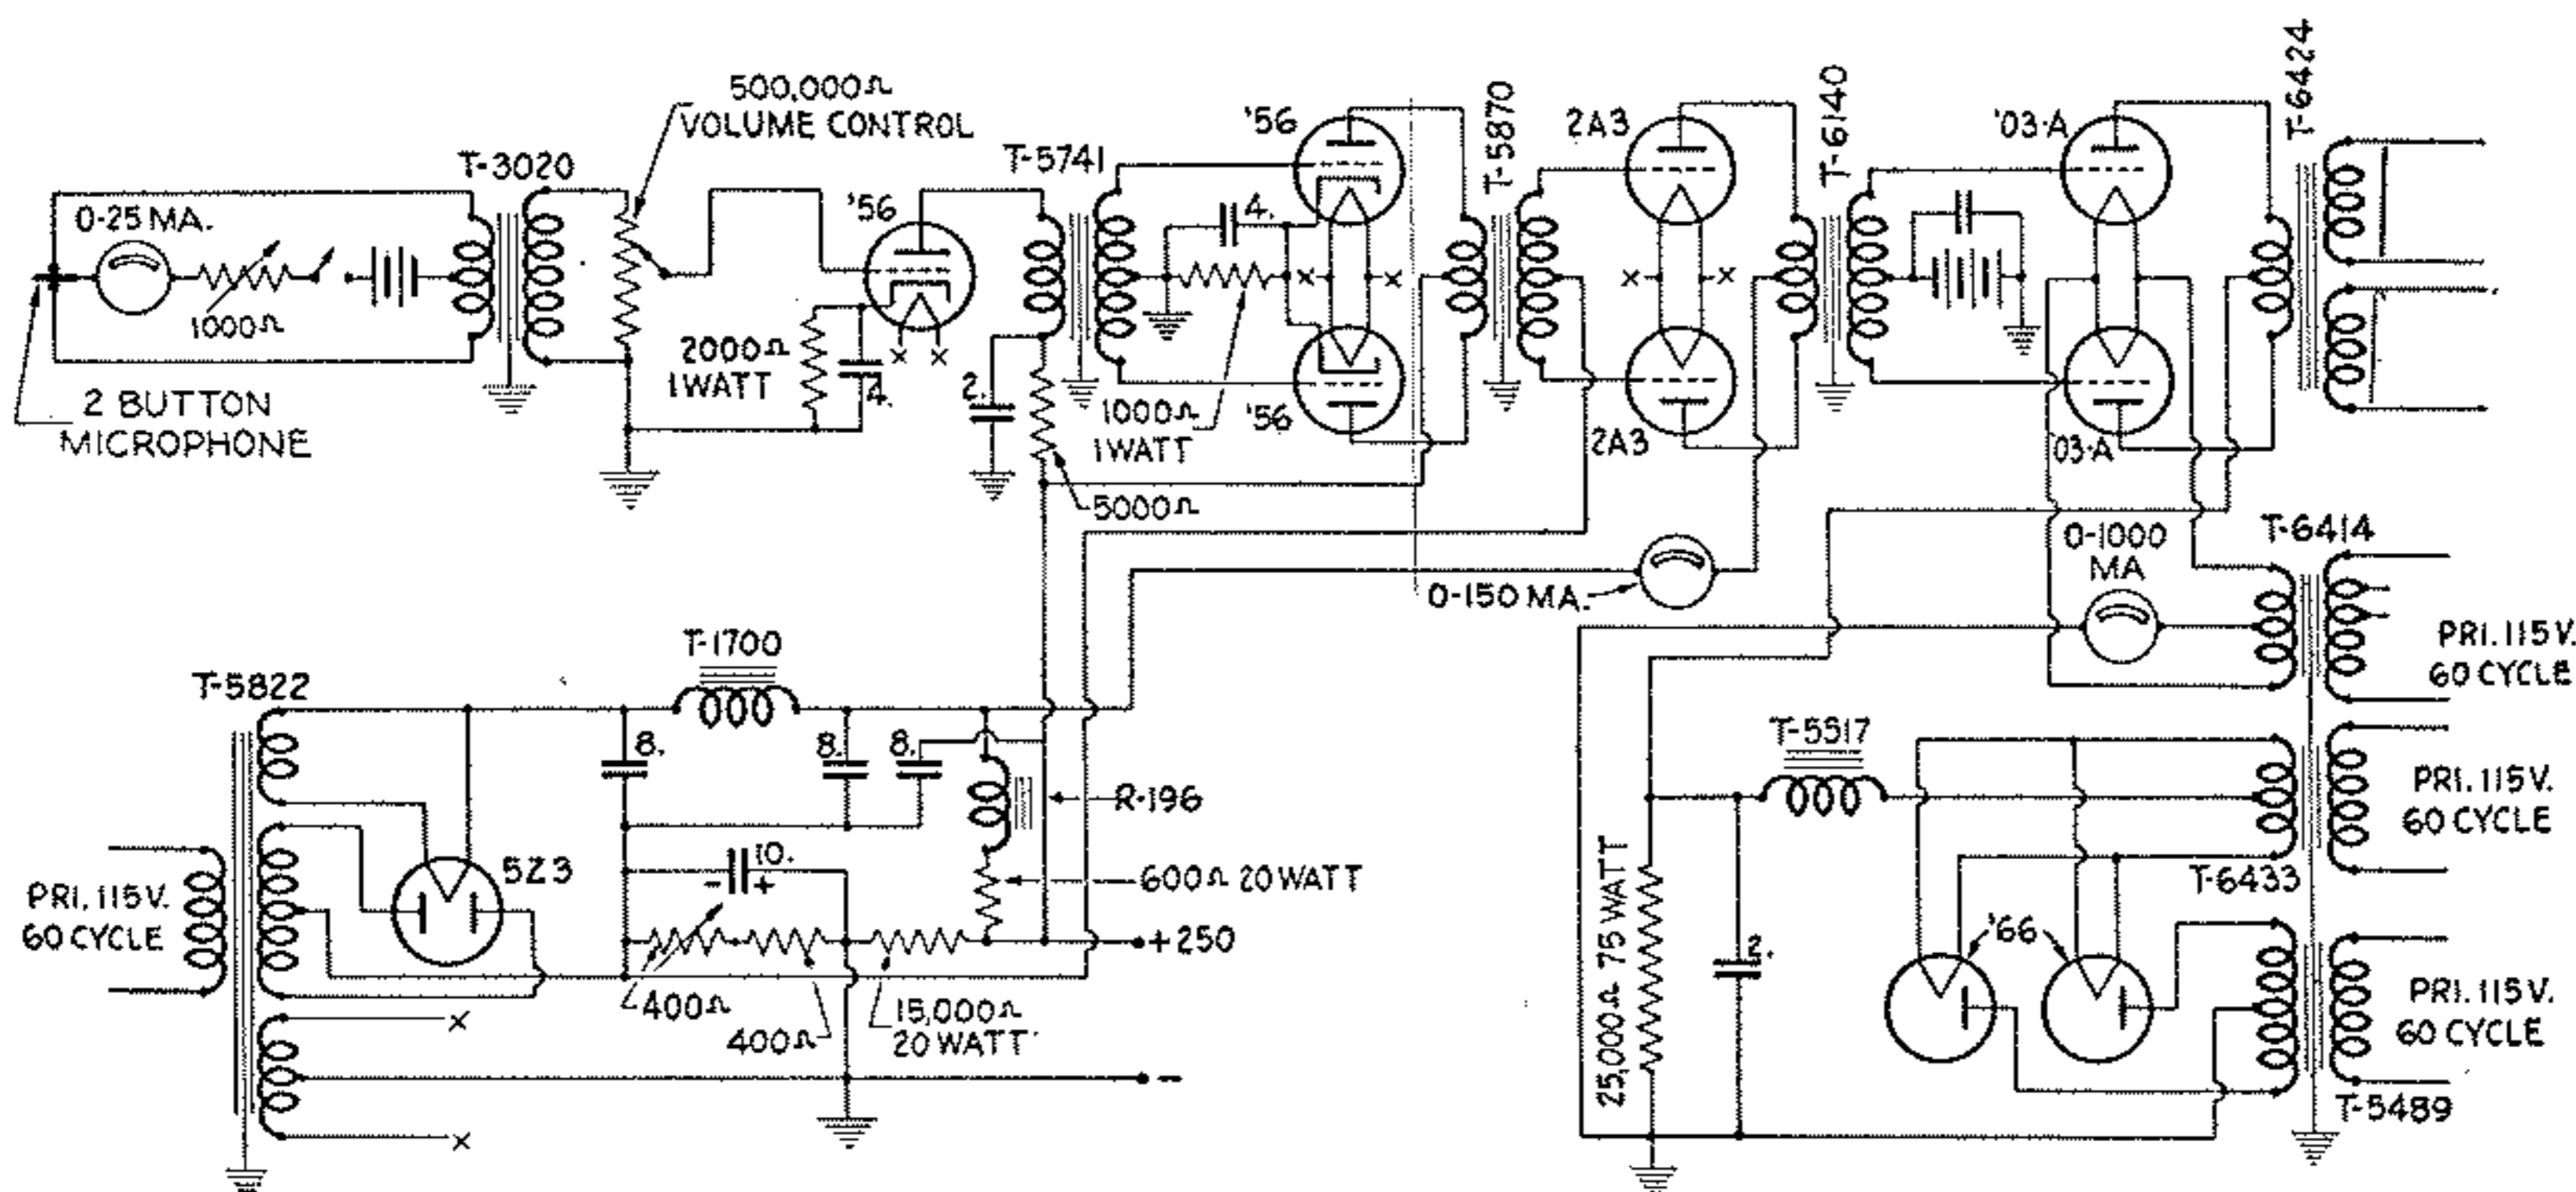 500,000Ω
VOLUME CONTROL
T-3020
0-25 MA.
1000Ω
2 BUTTON
MICROPHONE
'56
2000Ω
1 WATT
4.
X X
T-5741
2.
5000Ω
4.
1000Ω
1 WATT
'56
X X
'56
T-5870
2A3
X X
2A3
T-6140
'03-A
'03-A
T-6424
0-150 MA.
0-1000
MA
T-6414
PRI. 115 V.
60 CYCLE
T-5822
PRI. 115 V.
60 CYCLE
5Z3
T-1700
8.
8.
8.
R-196
10.
- +
600Ω 20 WATT
+250
400Ω
400Ω
15,000Ω
20 WATT
X
X
-
T-5517
25,000Ω 75 WATT
2.
'66
T-6433
PRI. 115 V.
60 CYCLE
PRI. 115 V.
60 CYCLE
T-5489